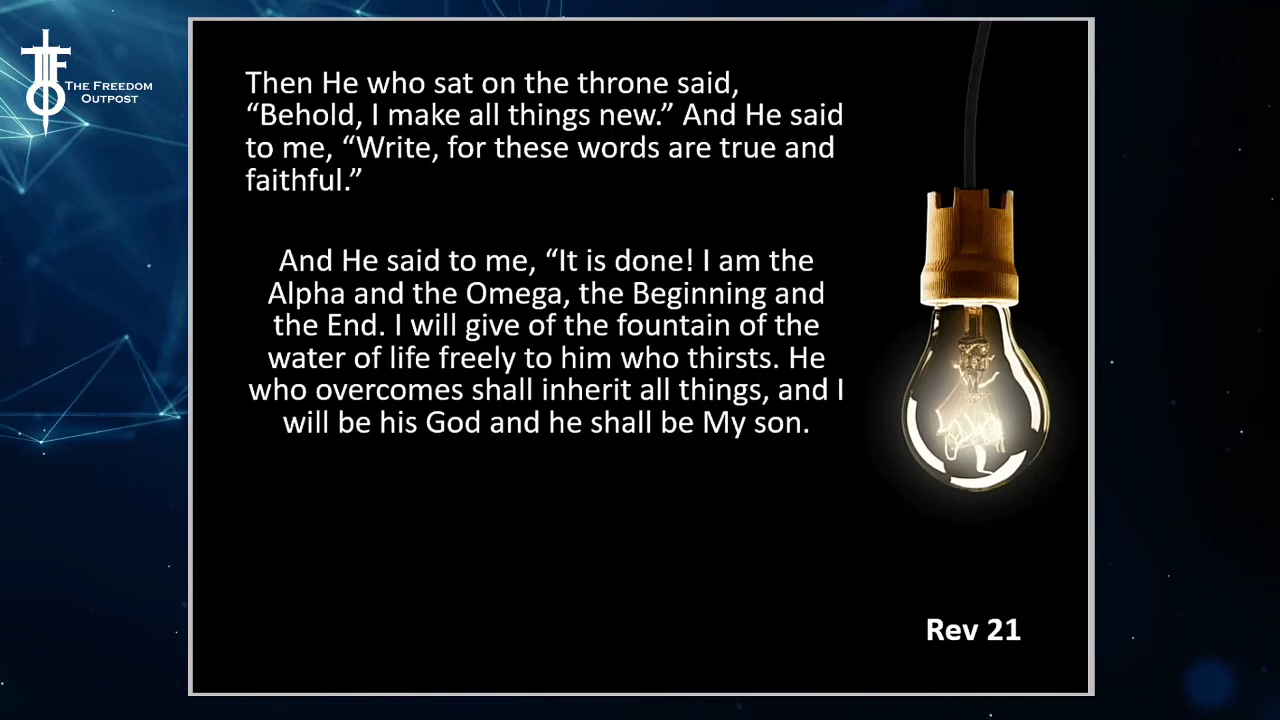 The Freedom
Outpost
Then He who sat on the throne said,
“Behold, I make all things new.” And He said
to me, “Write, for these words are true and
faithful.”
And He said to me, “It is done! I am the
Alpha and the Omega, the Beginning and
the End. I will give of the fountain of the
water of life freely to him who thirsts. He
who overcomes shall inherit all things, and I
will be his God and he shall be My son.
Rev 21